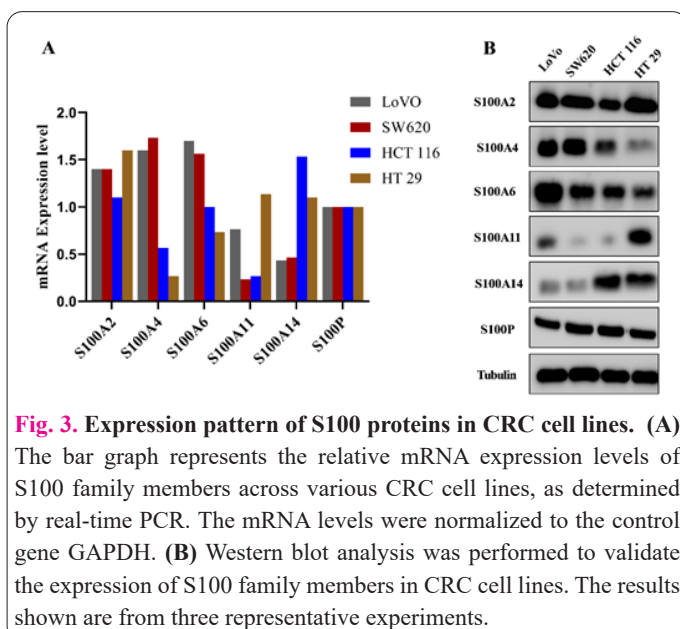 A
B
LoVO
SW620
HCT 116
HT 29
mRNA Expression level
2.0
1.5
1.0
0.5
0.0
S100A2
S100A4
S100A6
S100A11
S100A14
S100P
LoVo
SW620
HCT 116
HT 29
S100A2
S100A4
S100A6
S100A11
S100A14
S100P
Tubulin
Fig. 3. Expression pattern of S100 proteins in CRC cell lines. (A)
The bar graph represents the relative mRNA expression levels of
S100 family members across various CRC cell lines, as determined
by real-time PCR. The mRNA levels were normalized to the control
gene GAPDH. (B) Western blot analysis was performed to validate
the expression of S100 family members in CRC cell lines. The results
shown are from three representative experiments.